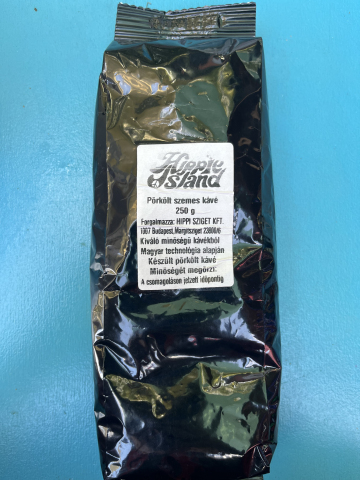 Hippie
Island
Pörkölt szemes kávé
250 g
Forgalmazza: HIPPI SZIGET KFT.
1007 Budapest, Margitsziget 23800/6
Kiváló minőségű kávékból
Magyar technológia alapján
Készült pörkölt kávé
Minőségét megőrzi:
A csomagoláson jelzett időpontig